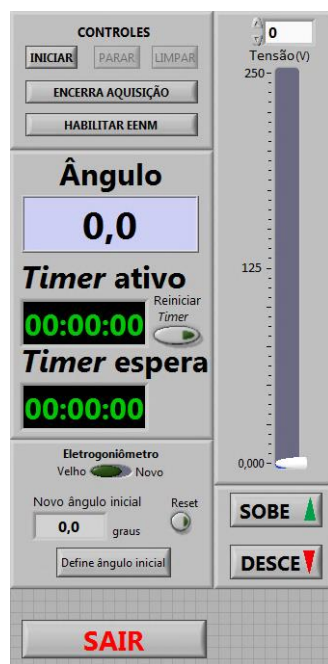 CONTROLES
INICIAR PARAR LIMPAR
ENCERRA AQUISIÇÃO
HABILITAR EENM
Ângulo
0,0
Timer ativo
Reiniciar
Timer
00:00:00
Timer espera
00:00:00
Eletrogoniômetro
Velho Novo
Novo ângulo inicial Reset
0,0 graus
Define ângulo inicial
SAIR
0
Tensão(V)
250
125
0,000
SOBE
DESCE